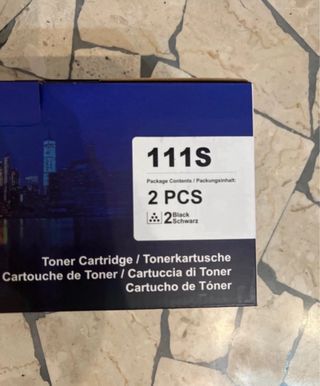 111S
Package Contents / Packungsinhalt:
2 PCS
2 Black
Schwarz
Toner Cartridge / Tonerkartusche
Cartouche de Toner / Cartuccia di Toner
Cartucho de Tóner